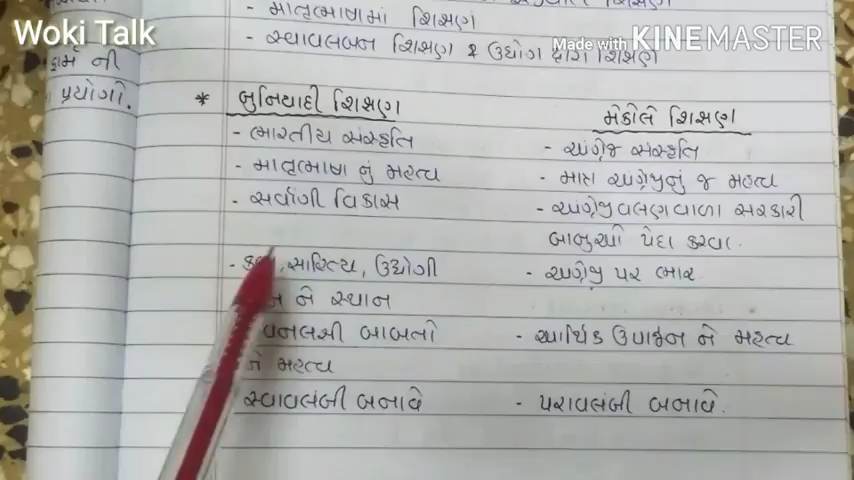 - માતૃભાષામાં શિક્ષણ
Woki Talk
- સ્વાવલંબન શિક્ષણ & ઉદ્યોગ દ્વારા શિક્ષણ
Made with KINEMASTER
ની
પ્રયોગો.
* બુનિયાદી શિક્ષણ
મેકોલે શિક્ષણ
- ભારતીય સંસ્કૃતિ
- અંગ્રેજ સંસ્કૃતિ
- માતૃભાષા નું મહત્વ
- માત્ર અંગ્રેજીનું જ મહત્વ
- સર્વાંગી વિકાસ
- અંગ્રેજીવલણવાળા સરકારી
બાબુઓ પેદા કરવા.
- સાહિત્ય, ઉદ્યોગી
- અંગ્રેજી પર ભાર
ને સ્થાન
બાબતો
- આર્થિક ઉપાર્જન ને મહત્વ
ને મહત્વ
સ્વાવલંબી બનાવે
- પરાવલંબી બનાવે.